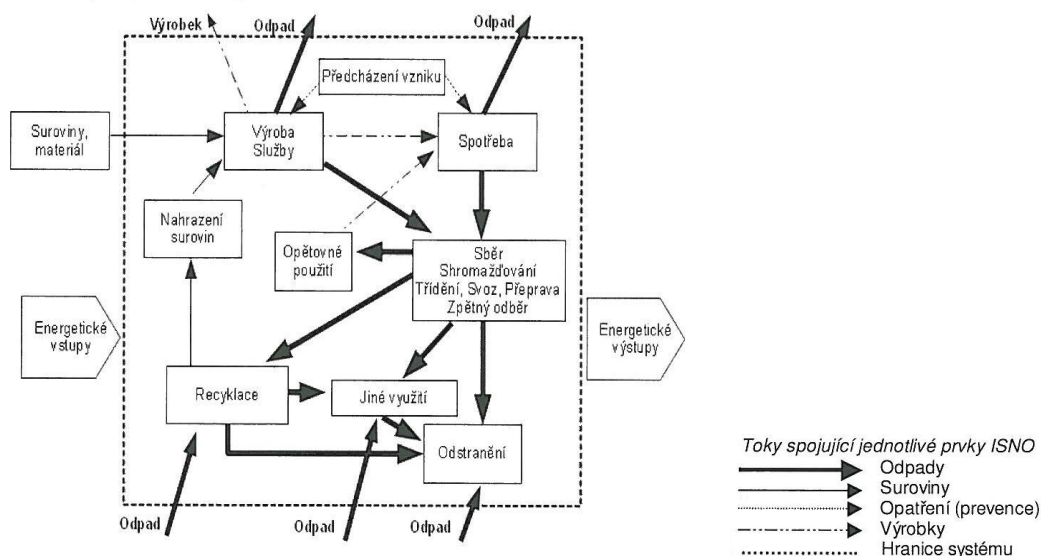 Výrobek
Odpad
Odpad
Předcházení vzniku
Suroviny,
materiál
Výroba
Služby
Spotřeba
Nahrazení
surovin
Opětovné
použití
Sběr
Shromažďování
Třídění, Svoz, Přeprava
Zpětný odběr
Energetické
vstupy
Energetické
výstupy
Recyklace
Jiné využití
Odstranění
Odpad
Odpad
Odpad
Toky spojující jednotlivé prvky ISNO
Odpady
Suroviny
Opatření (prevence)
Výrobky
Hranice systému